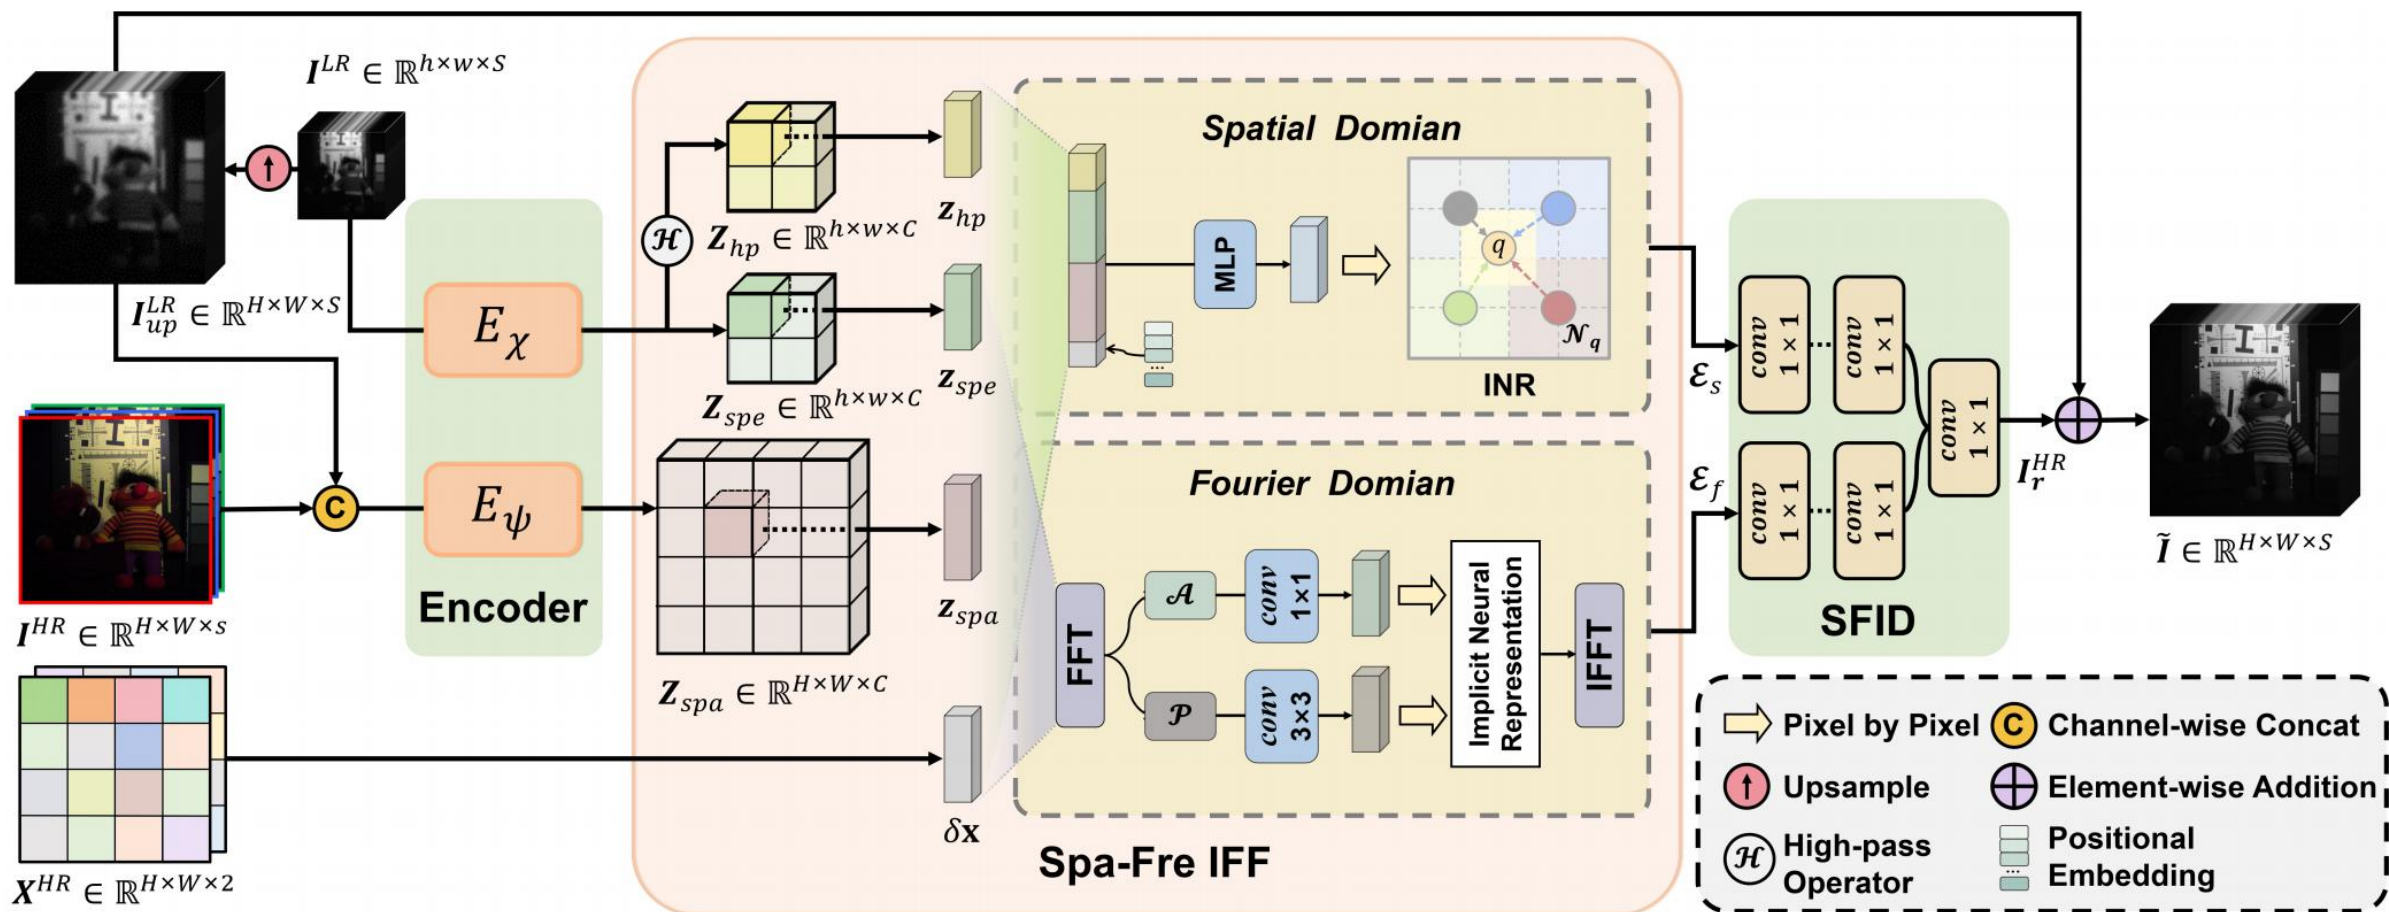 I^{LR} ∈ ℝ^{h×w×S}
I_{up}^{LR} ∈ ℝ^{H×W×S}
I^{HR} ∈ ℝ^{H×W×s}
X^{HR} ∈ ℝ^{H×W×2}
C
E_χ
E_ψ
Encoder
ℋ
Z_{hp} ∈ ℝ^{h×w×C}
Z_{spe} ∈ ℝ^{h×w×C}
Z_{spa} ∈ ℝ^{H×W×C}
z_{hp}
z_{spe}
z_{spa}
δx
Spatial Domian
MLP
q
𝒩_q
INR
Fourier Domian
FFT
𝒜
conv
1×1
𝒫
conv
3×3
Implicit Neural
Representation
IFFT
Spa-Fre IFF
ℰ_s
ℰ_f
conv
1 × 1
conv
1 × 1
conv
1 × 1
conv
1 × 1
conv
1 × 1
SFID
I_r^{HR}
Ĩ ∈ ℝ^{H×W×S}
Pixel by Pixel
C Channel-wise Concat
Upsample
Element-wise Addition
ℋ High-pass
Operator
Positional
Embedding